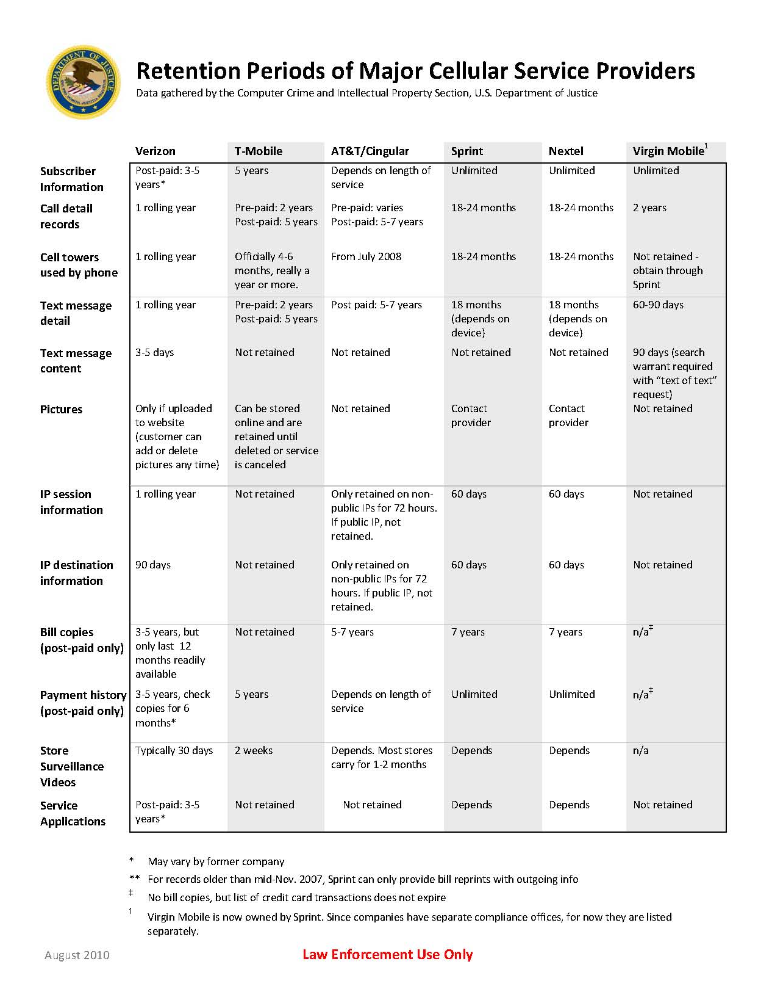 DEPARTMENT OF JUSTICE
Retention Periods of Major Cellular Service Providers
Data gathered by the Computer Crime and Intellectual Property Section, U.S. Department of Justice
Verizon T-Mobile AT&T/Cingular Sprint Nextel Virgin Mobile1
Subscriber Post-paid: 3-5 5 years Depends on length of Unlimited Unlimited Unlimited
Information years* service
Call detail 1 rolling year Pre-paid: 2 years Pre-paid: varies 18-24 months 18-24 months 2 years
records Post-paid: 5 years Post-paid: 5-7 years
Cell towers 1 rolling year Officially 4-6 From July 2008 18-24 months 18-24 months Not retained -
used by phone months, really a obtain through
year or more. Sprint
Text message 1 rolling year Pre-paid: 2 years Post paid: 5-7 years 18 months 18 months 60-90 days
detail Post-paid: 5 years (depends on (depends on
device) device)
Text message 3-5 days Not retained Not retained Not retained Not retained 90 days (search
content warrant required
with “text of text”
request)
Pictures Only if uploaded Can be stored Not retained Contact Contact Not retained
to website online and are provider provider
(customer can retained until
add or delete deleted or service
pictures any time) is canceled
IP session 1 rolling year Not retained Only retained on non- 60 days 60 days Not retained
information public IPs for 72 hours.
If public IP, not
retained.
IP destination 90 days Not retained Only retained on 60 days 60 days Not retained
information non-public IPs for 72
hours. If public IP, not
retained.
Bill copies 3-5 years, but Not retained 5-7 years 7 years 7 years n/a‡
(post-paid only) only last 12
months readily
available
Payment history 3-5 years, check 5 years Depends on length of Unlimited Unlimited n/a‡
(post-paid only) copies for 6 service
months*
Store Typically 30 days 2 weeks Depends. Most stores Depends Depends n/a
Surveillance carry for 1-2 months
Videos
Service Post-paid: 3-5 Not retained Not retained Depends Depends Not retained
Applications years*
* May vary by former company
** For records older than mid-Nov. 2007, Sprint can only provide bill reprints with outgoing info
‡ No bill copies, but list of credit card transactions does not expire
1 Virgin Mobile is now owned by Sprint. Since companies have separate compliance offices, for now they are listed
separately.
August 2010 Law Enforcement Use Only